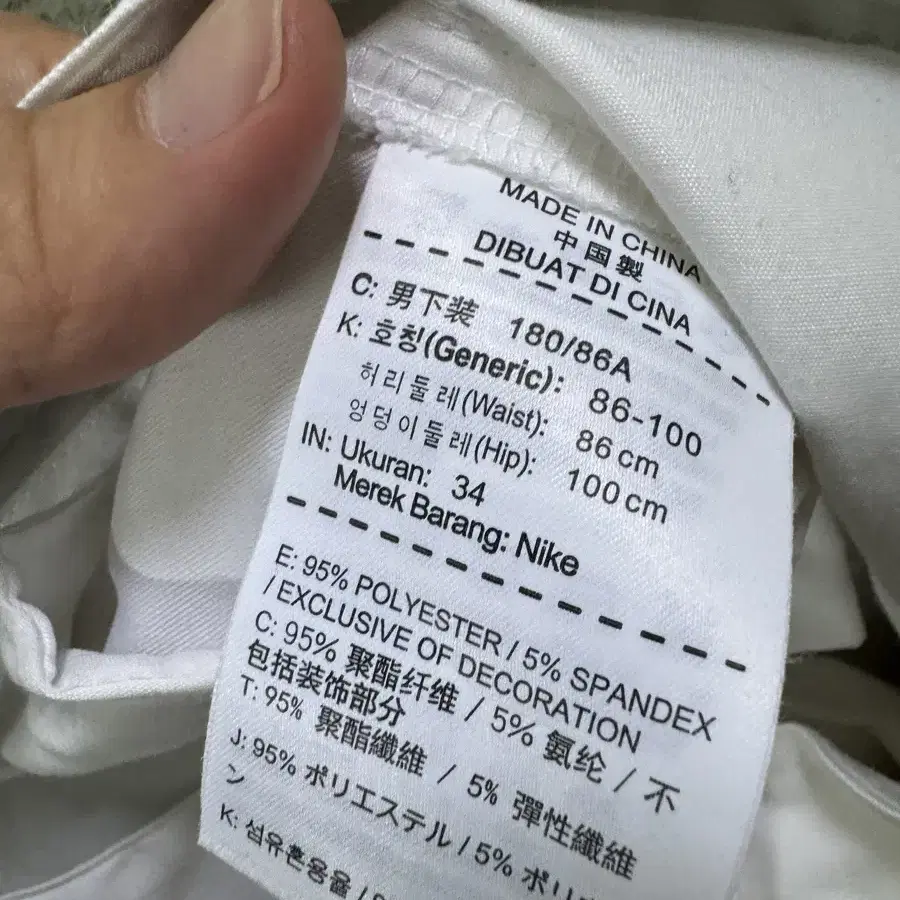 MADE IN CHINA
中国製
DIBUAT DI CINA
C: 男下装 180/86A
K: 호칭(Generic): 86-100
허리둘레(Waist): 86 cm
엉덩이둘레(Hip): 100 cm
IN: Ukuran: 34
Merek Barang: Nike
E: 95% POLYESTER / 5% SPANDEX
/ EXCLUSIVE OF DECORATION
C: 95% 聚酯纤维 / 5% 氨纶 / 不
包括装饰部分
T: 95% 聚酯纖維 / 5% 彈性纖維
J: 95% ポリエステル / 5% ポリ
ン
K: 섬유혼용율 /